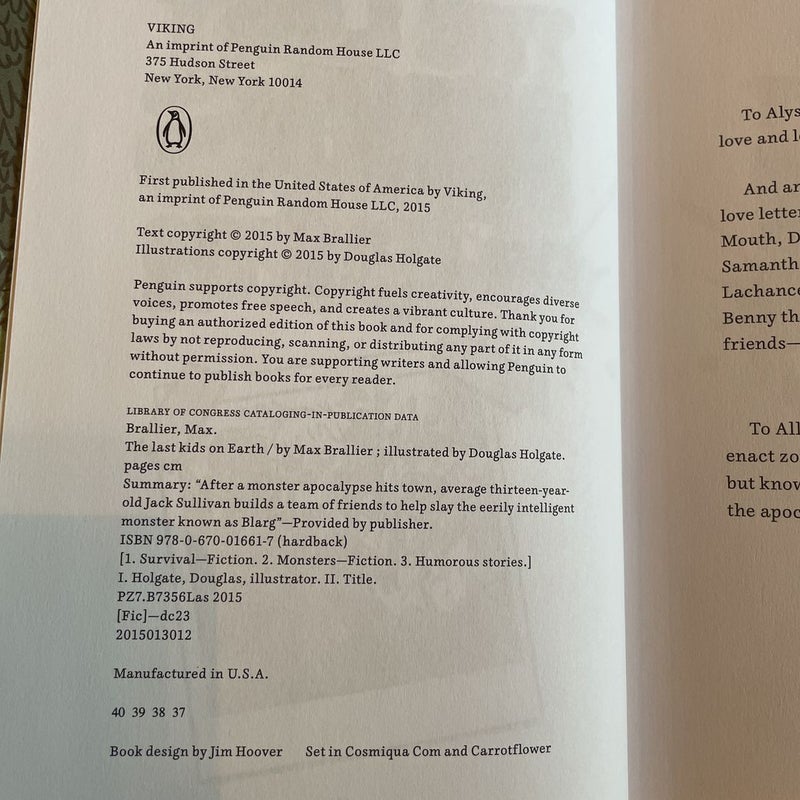 VIKING
An imprint of Penguin Random House LLC
375 Hudson Street
New York, New York 10014
First published in the United States of America by Viking,
an imprint of Penguin Random House LLC, 2015
Text copyright © 2015 by Max Brallier
Illustrations copyright © 2015 by Douglas Holgate
Penguin supports copyright. Copyright fuels creativity, encourages diverse
voices, promotes free speech, and creates a vibrant culture. Thank you for
buying an authorized edition of this book and for complying with copyright
laws by not reproducing, scanning, or distributing any part of it in any form
without permission. You are supporting writers and allowing Penguin to
continue to publish books for every reader.
LIBRARY OF CONGRESS CATALOGING-IN-PUBLICATION DATA
Brallier, Max.
The last kids on Earth / by Max Brallier ; illustrated by Douglas Holgate.
pages cm
Summary: "After a monster apocalypse hits town, average thirteen-year-
old Jack Sullivan builds a team of friends to help slay the eerily intelligent
monster known as Blarg"—Provided by publisher.
ISBN 978-0-670-01661-7 (hardback)
[1. Survival—Fiction. 2. Monsters—Fiction. 3. Humorous stories.]
I. Holgate, Douglas, illustrator. II. Title.
PZ7.B7356Las 2015
[Fic]—dc23
2015013012
Manufactured in U.S.A.
40 39 38 37
Book design by Jim Hoover Set in Cosmiqua Com and Carrotflower
To Alys
love and l
And ar
love letter
Mouth, D
Samanth
Lachance
Benny th
friends—
To All
enact zo
but know
the apoc